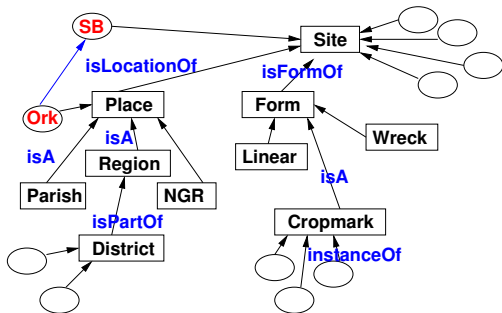 SB
Site
isLocationOf
isFormOf
Ork
Place
Form
isA
isA
Wreck
Region
Linear
isA
Parish
NGR
isPartOf
Cropmark
District
instanceOf